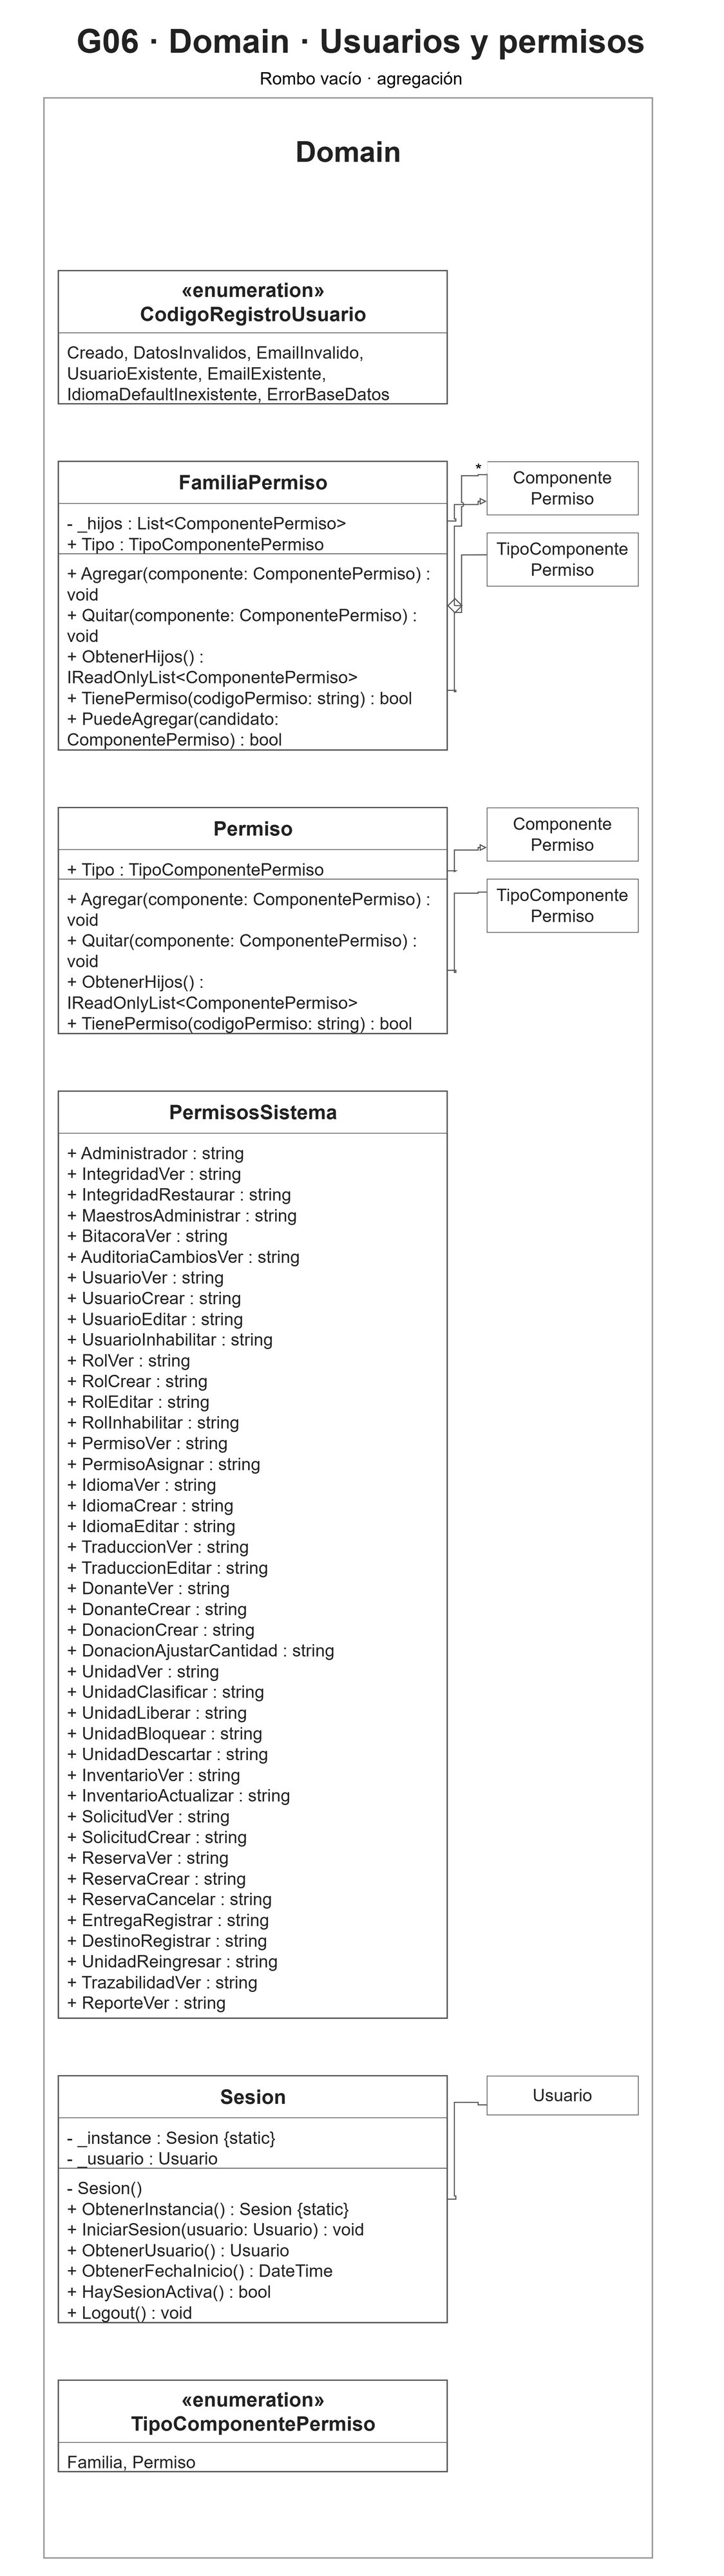 G06 · Domain · Usuarios y permisos
Rombo vacío · agregación
Domain
«enumeration»
CodigoRegistroUsuario
Creado, DatosInvalidos, EmailInvalido,
UsuarioExistente, EmailExistente,
IdiomaDefaultInexistente, ErrorBaseDatos
FamiliaPermiso
- _hijos : List<ComponentePermiso>
+ Tipo : TipoComponentePermiso
+ Agregar(componente: ComponentePermiso) :
void
+ Quitar(componente: ComponentePermiso) :
void
+ ObtenerHijos() :
IReadOnlyList<ComponentePermiso>
+ TienePermiso(codigoPermiso: string) : bool
+ PuedeAgregar(candidato:
ComponentePermiso) : bool
*
Componente
Permiso
TipoComponente
Permiso
Permiso
+ Tipo : TipoComponentePermiso
+ Agregar(componente: ComponentePermiso) :
void
+ Quitar(componente: ComponentePermiso) :
void
+ ObtenerHijos() :
IReadOnlyList<ComponentePermiso>
+ TienePermiso(codigoPermiso: string) : bool
Componente
Permiso
TipoComponente
Permiso
PermisosSistema
+ Administrador : string
+ IntegridadVer : string
+ IntegridadRestaurar : string
+ MaestrosAdministrar : string
+ BitacoraVer : string
+ AuditoriaCambiosVer : string
+ UsuarioVer : string
+ UsuarioCrear : string
+ UsuarioEditar : string
+ UsuarioInhabilitar : string
+ RolVer : string
+ RolCrear : string
+ RolEditar : string
+ RolInhabilitar : string
+ PermisoVer : string
+ PermisoAsignar : string
+ IdiomaVer : string
+ IdiomaCrear : string
+ IdiomaEditar : string
+ TraduccionVer : string
+ TraduccionEditar : string
+ DonanteVer : string
+ DonanteCrear : string
+ DonacionCrear : string
+ DonacionAjustarCantidad : string
+ UnidadVer : string
+ UnidadClasificar : string
+ UnidadLiberar : string
+ UnidadBloquear : string
+ UnidadDescartar : string
+ InventarioVer : string
+ InventarioActualizar : string
+ SolicitudVer : string
+ SolicitudCrear : string
+ ReservaVer : string
+ ReservaCrear : string
+ ReservaCancelar : string
+ EntregaRegistrar : string
+ DestinoRegistrar : string
+ UnidadReingresar : string
+ TrazabilidadVer : string
+ ReporteVer : string
Sesion
- _instance : Sesion {static}
- _usuario : Usuario
- Sesion()
+ ObtenerInstancia() : Sesion {static}
+ IniciarSesion(usuario: Usuario) : void
+ ObtenerUsuario() : Usuario
+ ObtenerFechaInicio() : DateTime
+ HaySesionActiva() : bool
+ Logout() : void
Usuario
«enumeration»
TipoComponentePermiso
Familia, Permiso